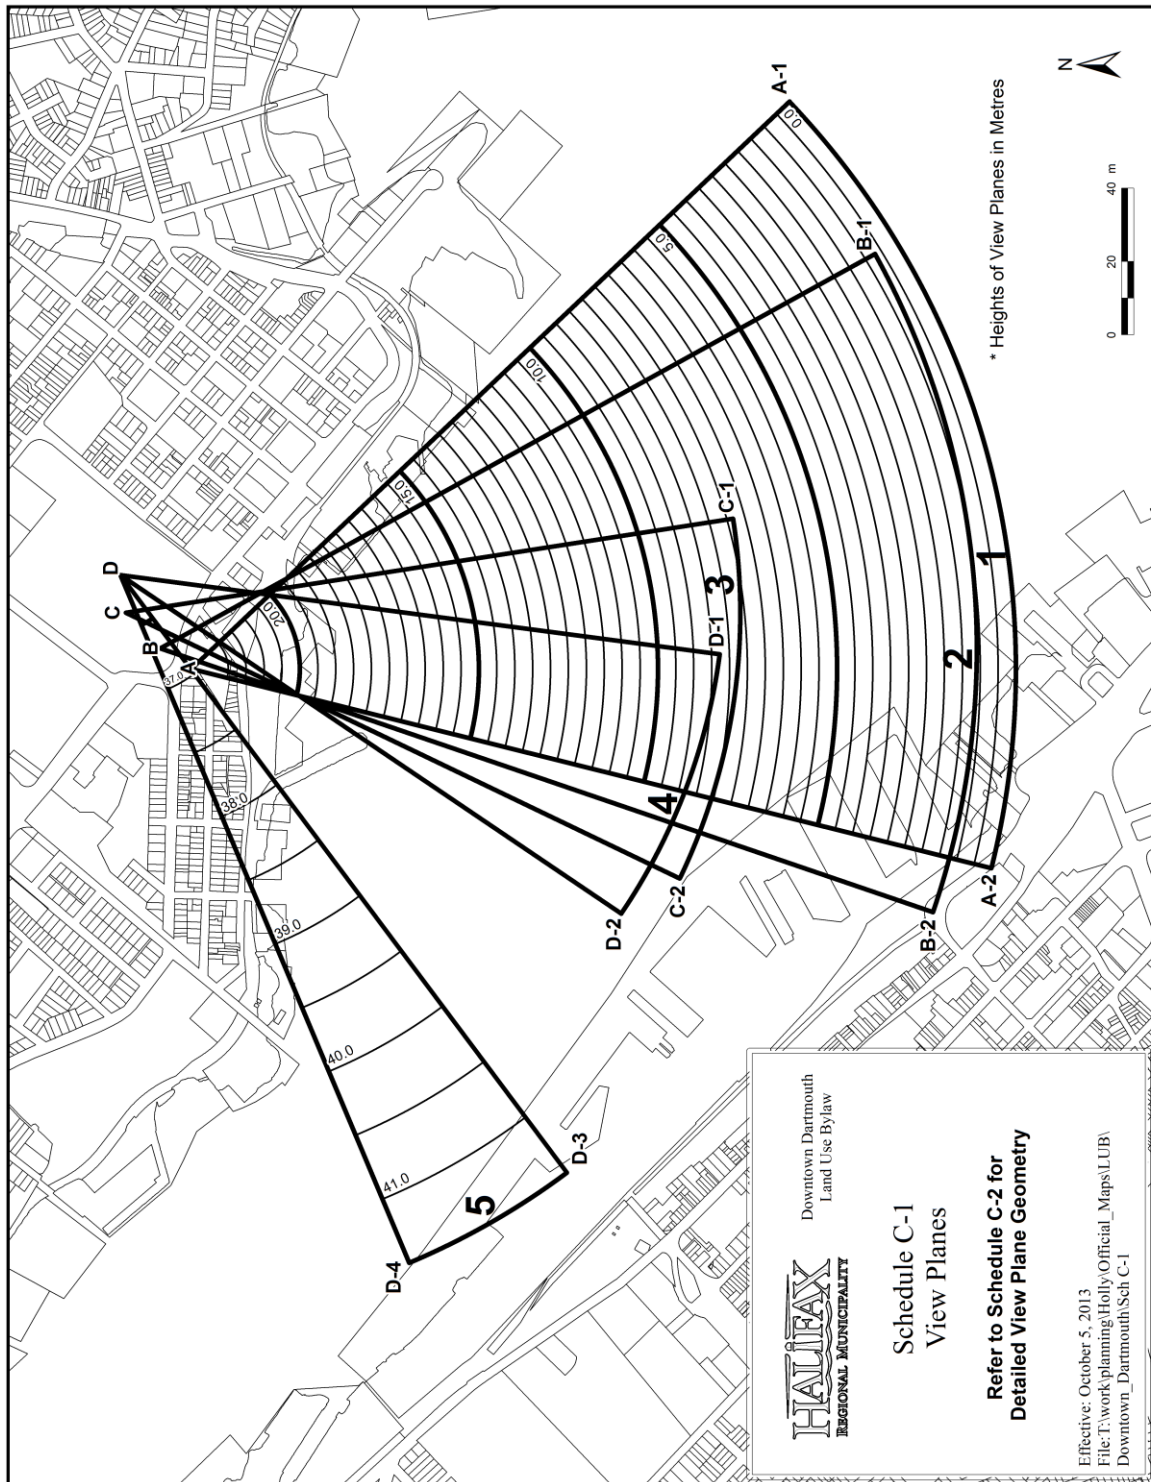 D
C
B
A
37.0
38.0
39.0
40.0
41.0
5
D-4
D-3
20.0
15.0
10.0
5.0
0.0
A-1
B-1
C-1
D-1
3
4
2
1
D-2
C-2
B-2
A-2
N
* Heights of View Planes in Metres
0 20 40 m
HALIFAX
REGIONAL MUNICIPALITY
Downtown Dartmouth
Land Use Bylaw
Schedule C-1
View Planes
Refer to Schedule C-2 for
Detailed View Plane Geometry
Effective: October 5, 2013
File:T:\work\planning\Holly\Official_Maps\LUB\
Downtown_Dartmouth\Sch C-1